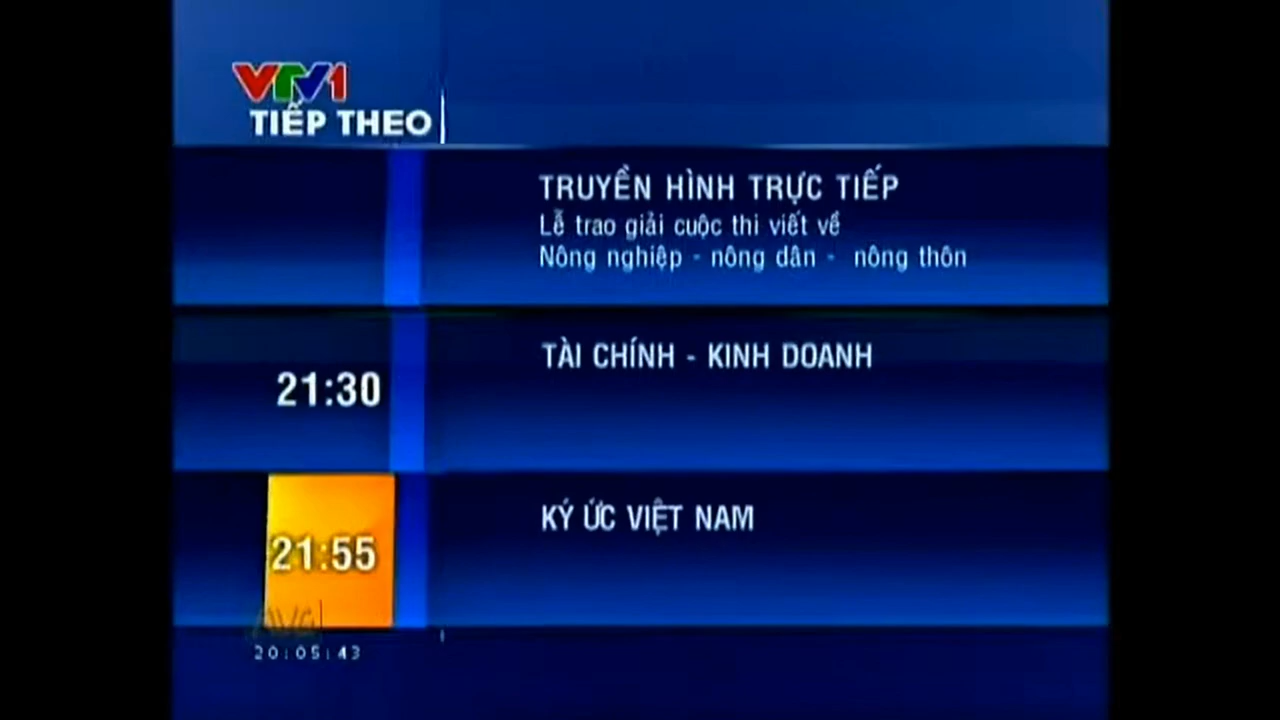 VTV1
TIẾP THEO
TRUYỀN HÌNH TRỰC TIẾP
Lễ trao giải cuộc thi viết về
Nông nghiệp - nông dân - nông thôn
21:30
TÀI CHÍNH - KINH DOANH
21:55
KÝ ỨC VIỆT NAM
AVG
20:05:43